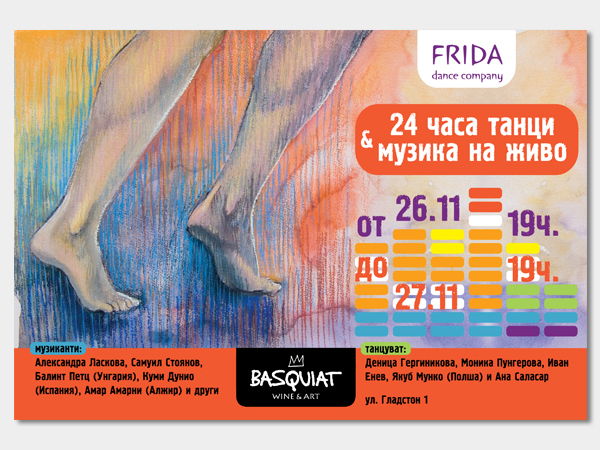 FRIDA
dance company
24 часа танци
& музика на живо
от 26.11 19ч.
до 27.11 19ч.
музиканти:
Александра Ласкова, Самуил Стоянов,
Балинт Петц (Унгария), Куми Дунио
(Испания), Амар Амарни (Алжир) и други
BASQUIAT
WINE & ART
танцуват:
Деница Гергиникова, Моника Пунгерова, Иван
Енев, Якуб Мунко (Полша) и Ана Саласар
ул. Гладстон 1